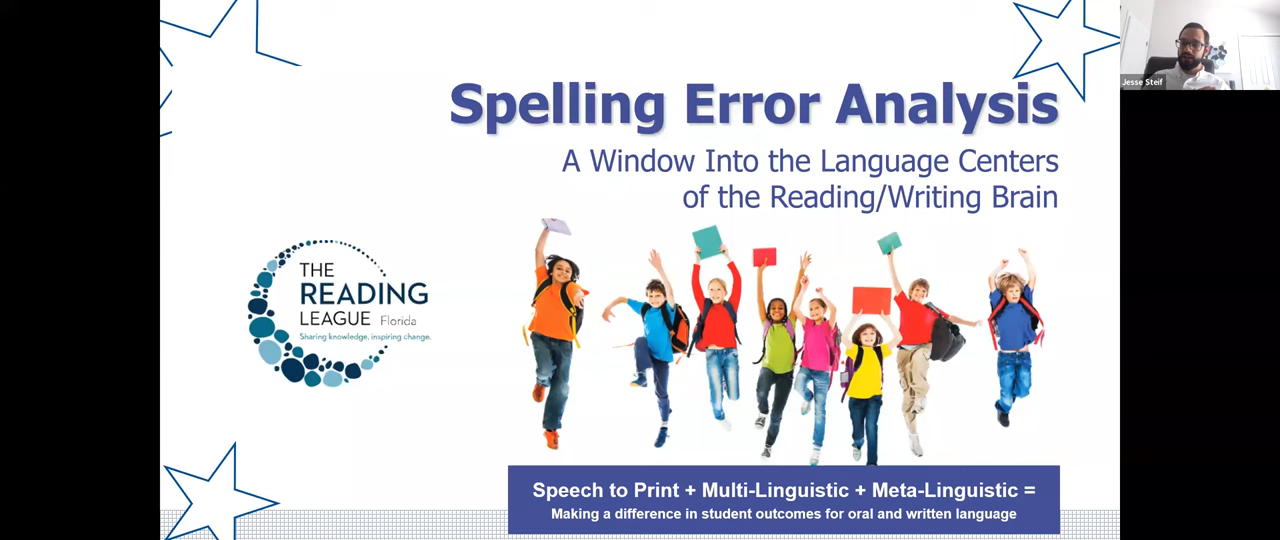 Jesse Steif
Spelling Error Analysis
A Window Into the Language Centers
of the Reading/Writing Brain
THE
READING
LEAGUE Florida
Sharing knowledge, inspiring change.
Speech to Print + Multi-Linguistic + Meta-Linguistic =
Making a difference in student outcomes for oral and written language